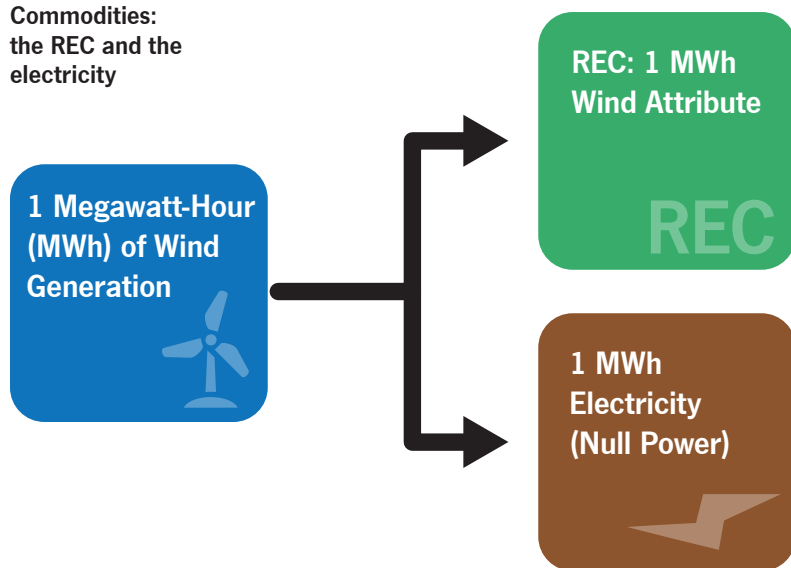 Commodities:
the REC and the
electricity
1 Megawatt-Hour
(MWh) of Wind
Generation
REC: 1 MWh
Wind Attribute
REC
1 MWh
Electricity
(Null Power)